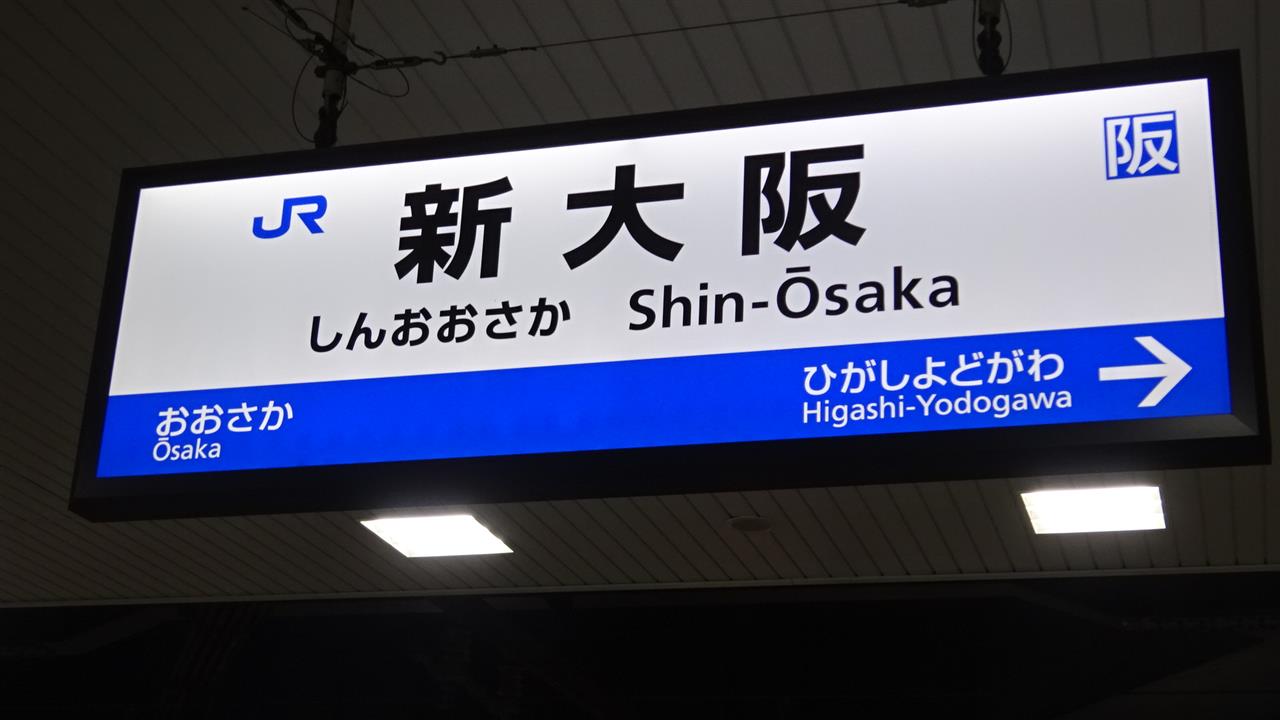 JR 新大阪 阪
しんおおさか Shin-Ōsaka
おおさか
Ōsaka
ひがしよどがわ
Higashi-Yodogawa →